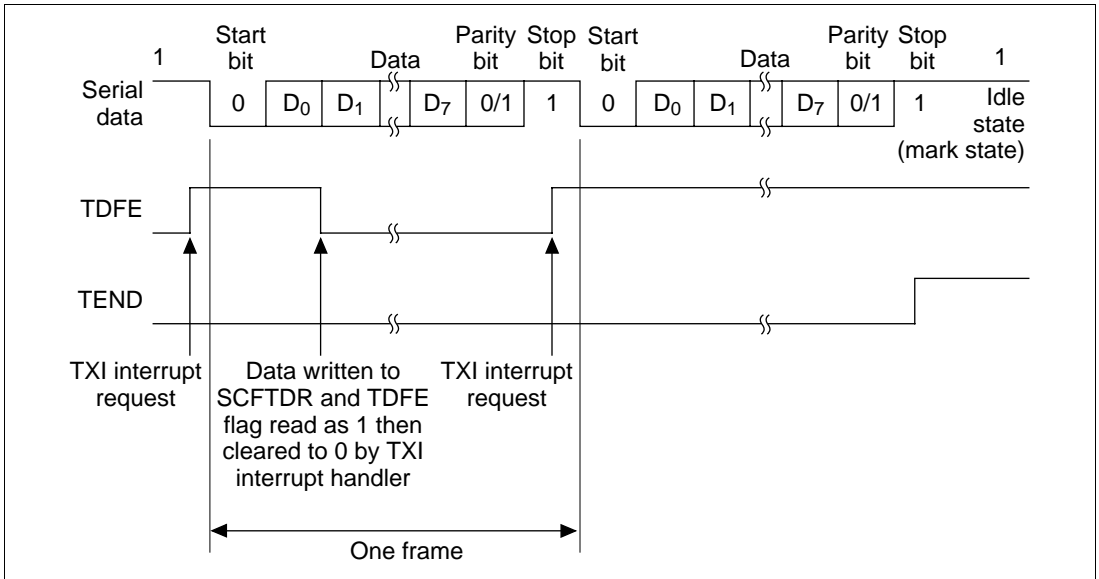 1 Start bit Data Parity bit Stop bit Start bit Data Parity bit Stop bit 1
Serial data 0 D0 D1 D7 0/1 1 0 D0 D1 D7 0/1 1 Idle state (mark state)
TDFE
TEND
TXI interrupt request
Data written to
SCFTDR and TDFE
flag read as 1 then
cleared to 0 by TXI
interrupt handler
TXI interrupt request
One frame